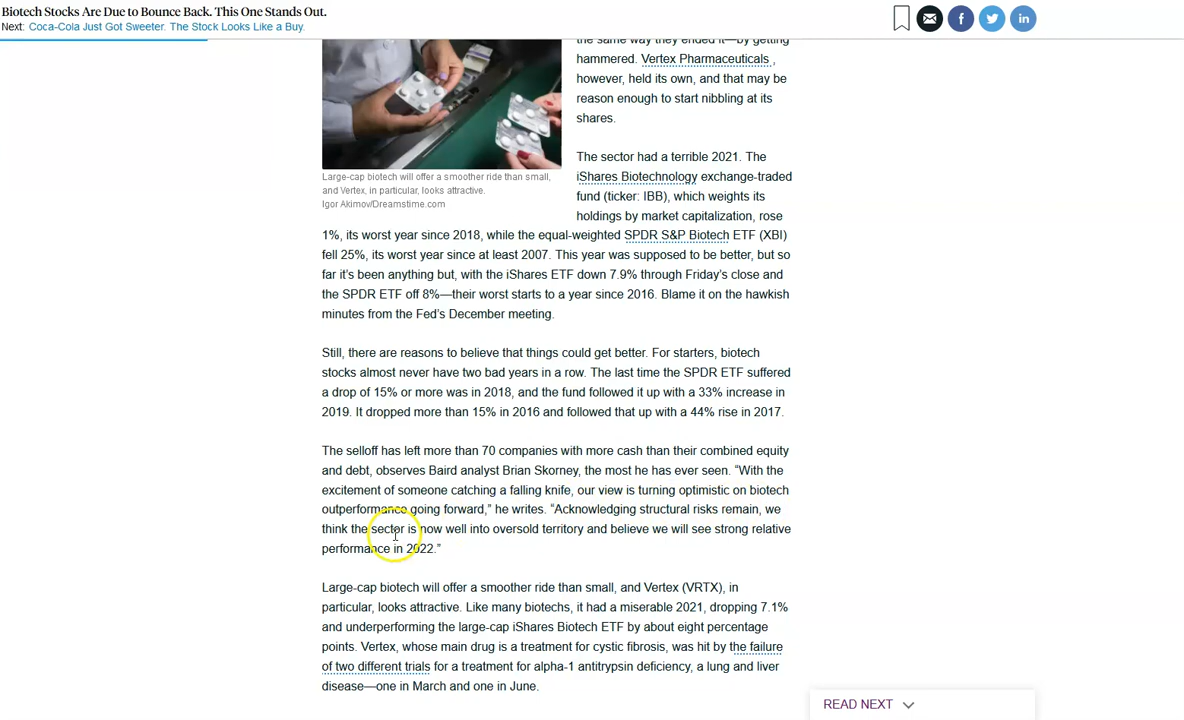 Biotech Stocks Are Due to Bounce Back. This One Stands Out.
Next: Coca-Cola Just Got Sweeter. The Stock Looks Like a Buy.
the same way they ended it—by getting
hammered. Vertex Pharmaceuticals ,
however, held its own, and that may be
reason enough to start nibbling at its
shares.
Large-cap biotech will offer a smoother ride than small,
and Vertex, in particular, looks attractive.
Igor Akimov/Dreamstime.com
The sector had a terrible 2021. The
iShares Biotechnology exchange-traded
fund (ticker: IBB), which weights its
holdings by market capitalization, rose
1%, its worst year since 2018, while the equal-weighted SPDR S&P Biotech ETF (XBI)
fell 25%, its worst year since at least 2007. This year was supposed to be better, but so
far it's been anything but, with the iShares ETF down 7.9% through Friday's close and
the SPDR ETF off 8%—their worst starts to a year since 2016. Blame it on the hawkish
minutes from the Fed's December meeting.
Still, there are reasons to believe that things could get better. For starters, biotech
stocks almost never have two bad years in a row. The last time the SPDR ETF suffered
a drop of 15% or more was in 2018, and the fund followed it up with a 33% increase in
2019. It dropped more than 15% in 2016 and followed that up with a 44% rise in 2017.
The selloff has left more than 70 companies with more cash than their combined equity
and debt, observes Baird analyst Brian Skorney, the most he has ever seen. “With the
excitement of someone catching a falling knife, our view is turning optimistic on biotech
outperformance going forward,” he writes. “Acknowledging structural risks remain, we
think the sector is now well into oversold territory and believe we will see strong relative
performance in 2022.”
Large-cap biotech will offer a smoother ride than small, and Vertex (VRTX), in
particular, looks attractive. Like many biotechs, it had a miserable 2021, dropping 7.1%
and underperforming the large-cap iShares Biotech ETF by about eight percentage
points. Vertex, whose main drug is a treatment for cystic fibrosis, was hit by the failure
of two different trials for a treatment for alpha-1 antitrypsin deficiency, a lung and liver
disease—one in March and one in June.
READ NEXT